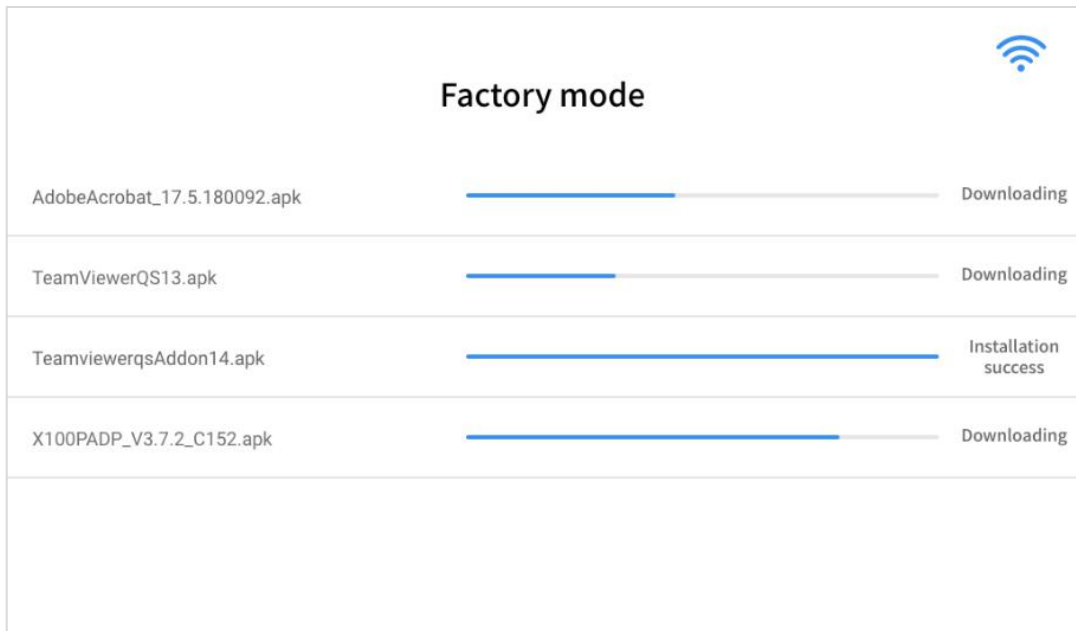 Factory mode
AdobeAcrobat_17.5.180092.apk
Downloading
TeamViewerQS13.apk
Downloading
TeamviewerqsAddon14.apk
Installation
success
X100PADP_V3.7.2_C152.apk
Downloading